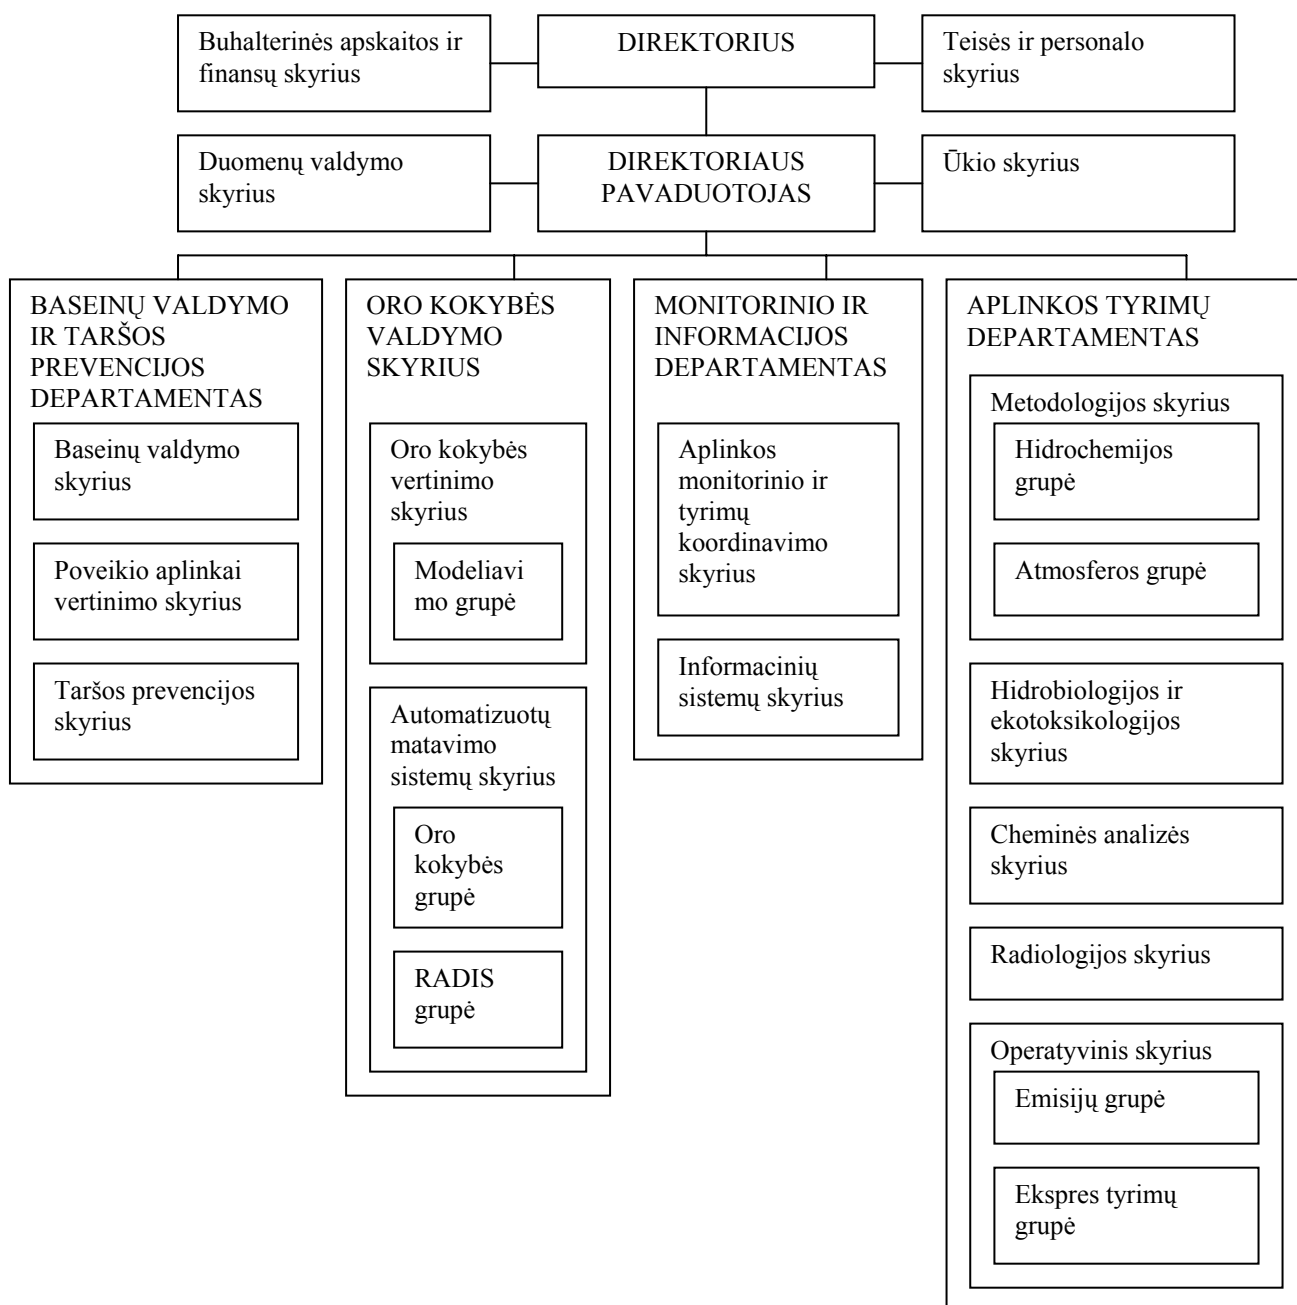 Buhalterinės apskaitos ir
finansų skyrius
DIREKTORIUS
Teisės ir personalo
skyrius
Duomenų valdymo
skyrius
DIREKTORIAUS
PAVADUOTOJAS
Ūkio skyrius
BASEINŲ VALDYMO
IR TARŠOS
PREVENCIJOS
DEPARTAMENTAS
Baseinų valdymo
skyrius
Poveikio aplinkai
vertinimo skyrius
Taršos prevencijos
skyrius
ORO KOKYBĖS
VALDYMO
SKYRIUS
Oro kokybės
vertinimo
skyrius
Modeliavi
mo grupė
Automatizuotų
matavimo
sistemų skyrius
Oro
kokybės
grupė
RADIS
grupė
MONITORINIO IR
INFORMACIJOS
DEPARTAMENTAS
Aplinkos
monitorinio ir
tyrimų
koordinavimo
skyrius
Informacinių
sistemų skyrius
APLINKOS TYRIMŲ
DEPARTAMENTAS
Metodologijos skyrius
Hidrochemijos
grupė
Atmosferos grupė
Hidrobiologijos ir
ekotoksikologijos
skyrius
Cheminės analizės
skyrius
Radiologijos skyrius
Operatyvinis skyrius
Emisijų grupė
Ekspres tyrimų
grupė